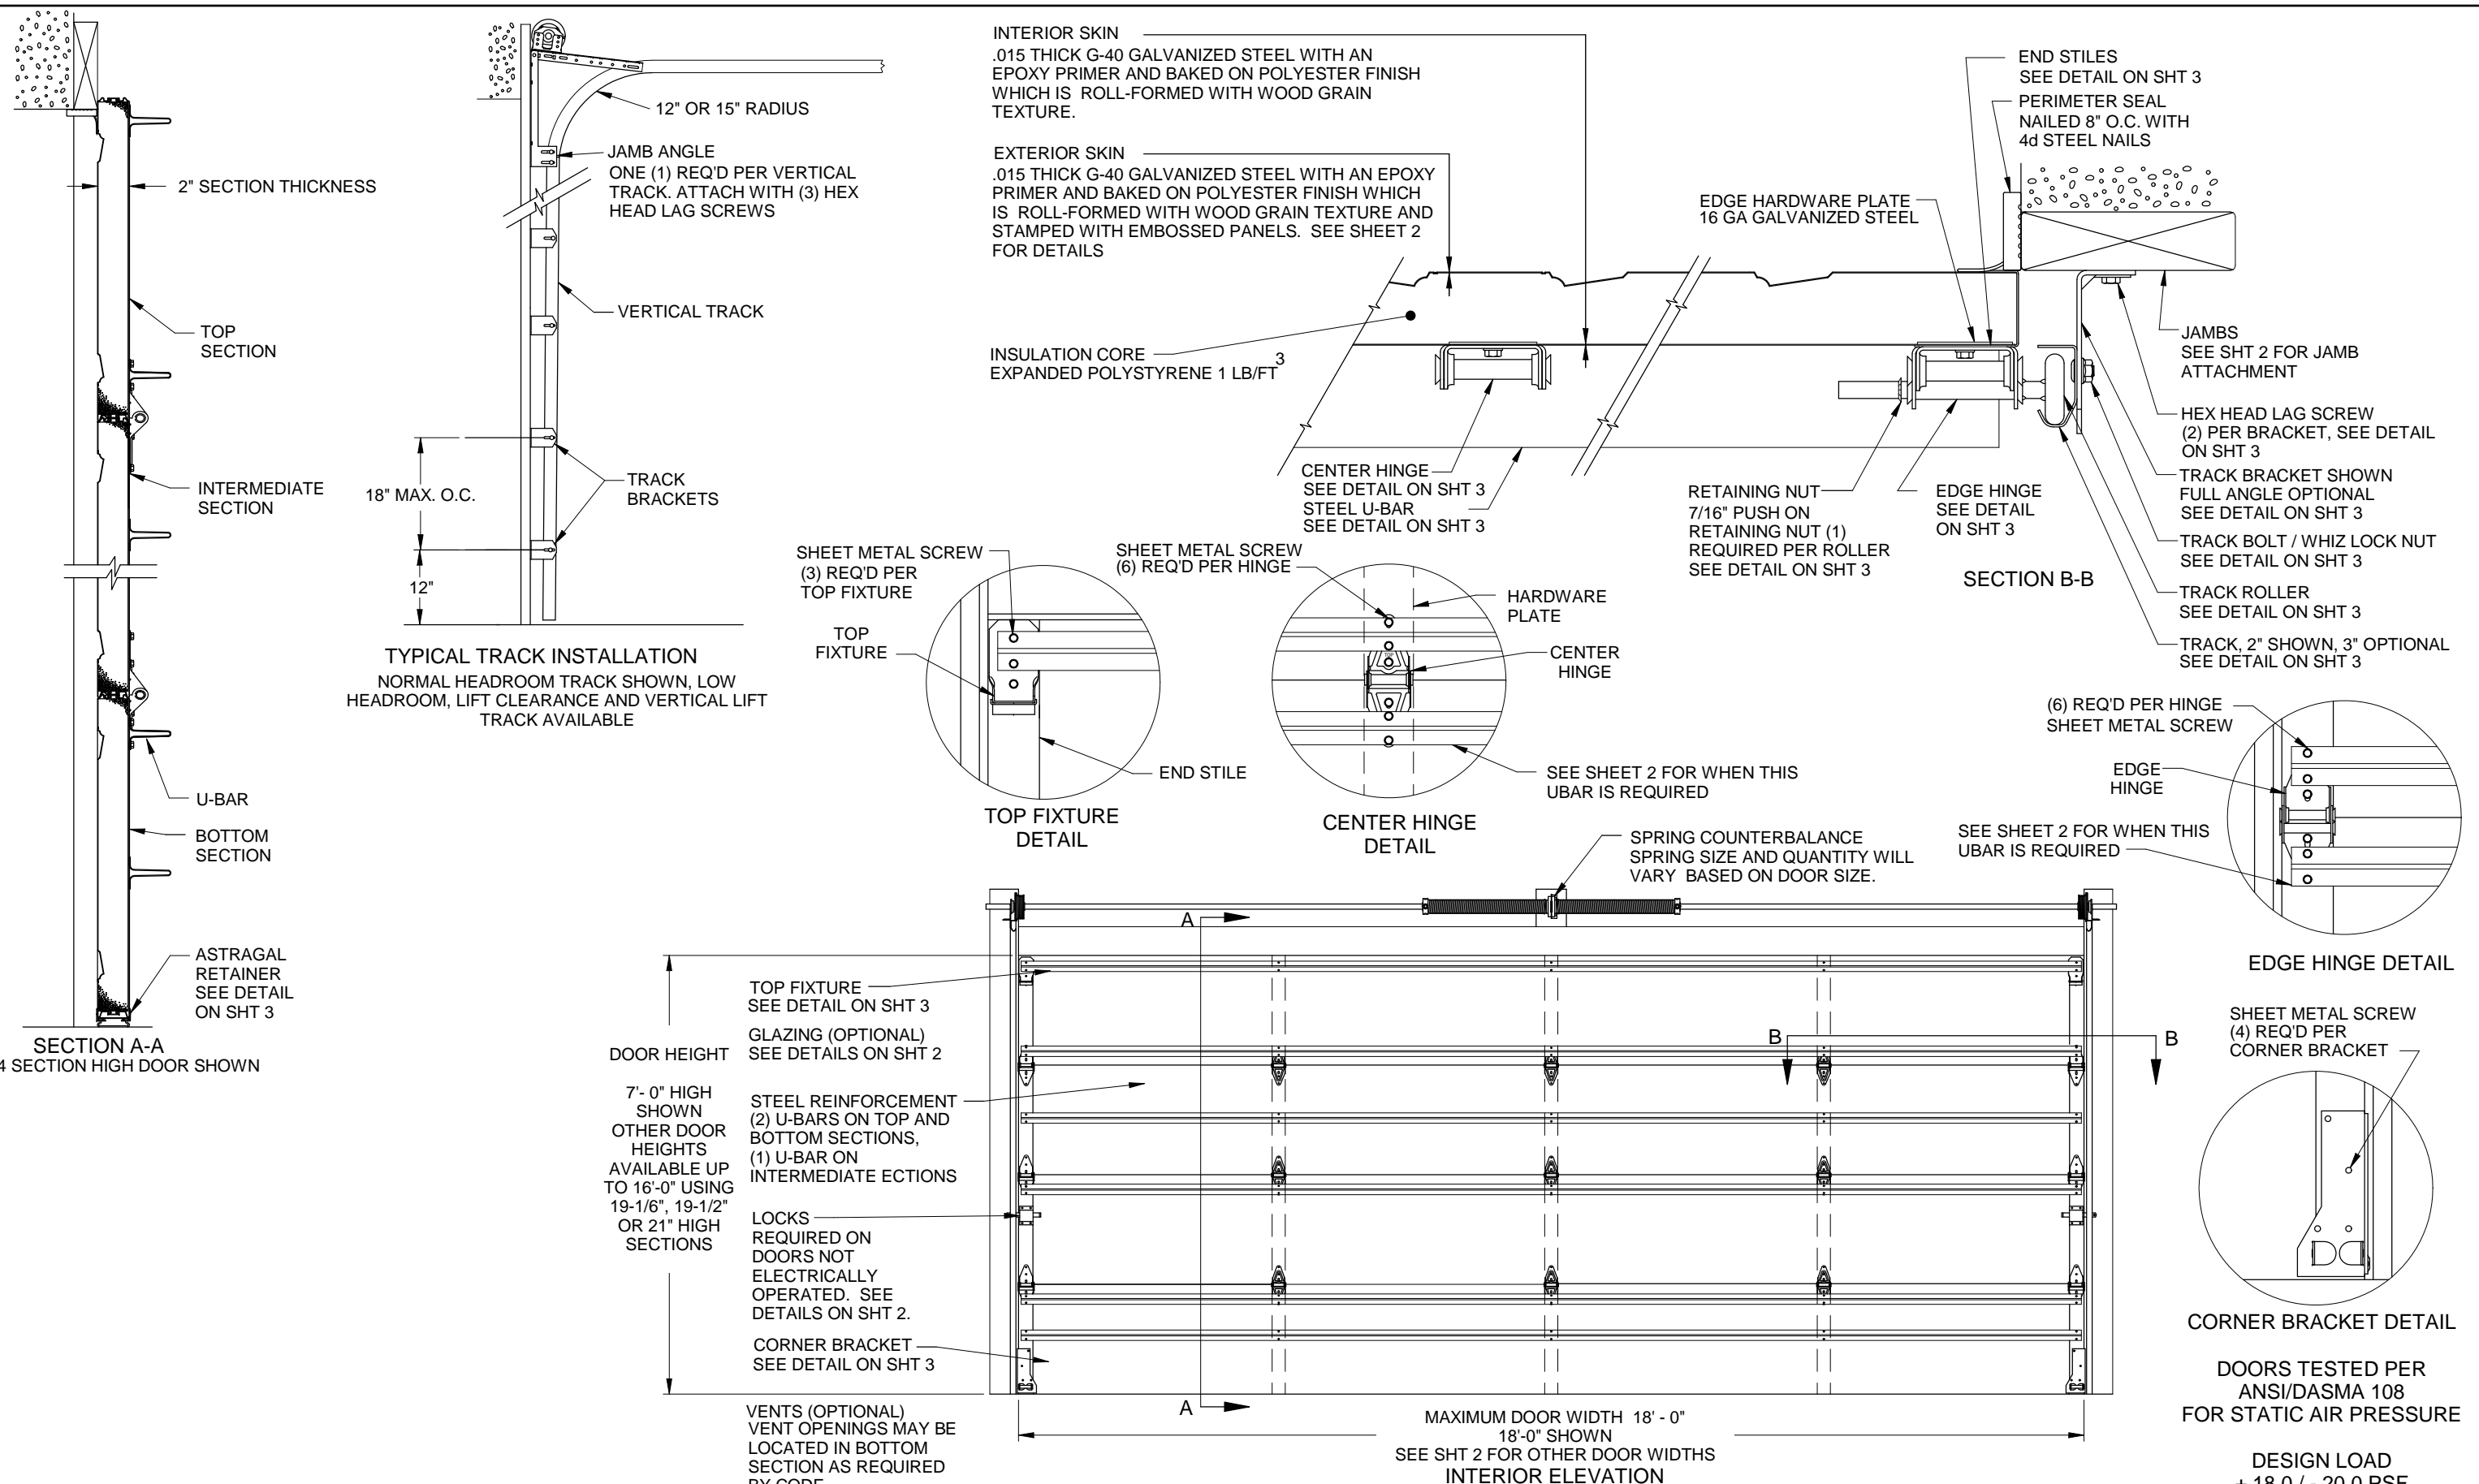 2" SECTION THICKNESS
TOP
SECTION
INTERMEDIATE
SECTION
U-BAR
BOTTOM
SECTION
ASTRAGAL
RETAINER
SEE DETAIL
ON SHT 3
SECTION A-A
4 SECTION HIGH DOOR SHOWN
12" OR 15" RADIUS
JAMB ANGLE
ONE (1) REQ'D PER VERTICAL
TRACK. ATTACH WITH (3) HEX
HEAD LAG SCREWS
VERTICAL TRACK
18" MAX. O.C.
TRACK
BRACKETS
12"
TYPICAL TRACK INSTALLATION
NORMAL HEADROOM TRACK SHOWN, LOW
HEADROOM, LIFT CLEARANCE AND VERTICAL LIFT
TRACK AVAILABLE
INTERIOR SKIN
.015 THICK G-40 GALVANIZED STEEL WITH AN
EPOXY PRIMER AND BAKED ON POLYESTER FINISH
WHICH IS ROLL-FORMED WITH WOOD GRAIN
TEXTURE.
EXTERIOR SKIN
.015 THICK G-40 GALVANIZED STEEL WITH AN EPOXY
PRIMER AND BAKED ON POLYESTER FINISH WHICH
IS ROLL-FORMED WITH WOOD GRAIN TEXTURE AND
STAMPED WITH EMBOSSED PANELS. SEE SHEET 2
FOR DETAILS
INSULATION CORE
EXPANDED POLYSTYRENE 1 LB/FT3
END STILES
SEE DETAIL ON SHT 3
PERIMETER SEAL
NAILED 8" O.C. WITH
4d STEEL NAILS
EDGE HARDWARE PLATE
16 GA GALVANIZED STEEL
JAMBS
SEE SHT 2 FOR JAMB
ATTACHMENT
HEX HEAD LAG SCREW
(2) PER BRACKET, SEE DETAIL
ON SHT 3
TRACK BRACKET SHOWN
FULL ANGLE OPTIONAL
SEE DETAIL ON SHT 3
TRACK BOLT / WHIZ LOCK NUT
SEE DETAIL ON SHT 3
TRACK ROLLER
SEE DETAIL ON SHT 3
TRACK, 2" SHOWN, 3" OPTIONAL
SEE DETAIL ON SHT 3
CENTER HINGE
SEE DETAIL ON SHT 3
STEEL U-BAR
SEE DETAIL ON SHT 3
RETAINING NUT
7/16" PUSH ON
RETAINING NUT (1)
REQUIRED PER ROLLER
SEE DETAIL ON SHT 3
EDGE HINGE
SEE DETAIL
ON SHT 3
SECTION B-B
SHEET METAL SCREW
(3) REQ'D PER
TOP FIXTURE
TOP
FIXTURE
END STILE
TOP FIXTURE
DETAIL
SHEET METAL SCREW
(6) REQ'D PER HINGE
HARDWARE
PLATE
CENTER
HINGE
SEE SHEET 2 FOR WHEN THIS
UBAR IS REQUIRED
CENTER HINGE
DETAIL
(6) REQ'D PER HINGE
SHEET METAL SCREW
EDGE
HINGE
SEE SHEET 2 FOR WHEN THIS
UBAR IS REQUIRED
EDGE HINGE DETAIL
SPRING COUNTERBALANCE
SPRING SIZE AND QUANTITY WILL
VARY BASED ON DOOR SIZE.
A
B
B
A
DOOR HEIGHT
7'- 0" HIGH
SHOWN
OTHER DOOR
HEIGHTS
AVAILABLE UP
TO 16'-0" USING
19-1/6", 19-1/2"
OR 21" HIGH
SECTIONS
TOP FIXTURE
SEE DETAIL ON SHT 3
GLAZING (OPTIONAL)
SEE DETAILS ON SHT 2
STEEL REINFORCEMENT
(2) U-BARS ON TOP AND
BOTTOM SECTIONS,
(1) U-BAR ON
INTERMEDIATE ECTIONS
LOCKS
REQUIRED ON
DOORS NOT
ELECTRICALLY
OPERATED. SEE
DETAILS ON SHT 2.
CORNER BRACKET
SEE DETAIL ON SHT 3
VENTS (OPTIONAL)
VENT OPENINGS MAY BE
LOCATED IN BOTTOM
SECTION AS REQUIRED
BY CODE
MAXIMUM DOOR WIDTH 18' - 0"
18'-0" SHOWN
SEE SHT 2 FOR OTHER DOOR WIDTHS
INTERIOR ELEVATION
SHEET METAL SCREW
(4) REQ'D PER
CORNER BRACKET
CORNER BRACKET DETAIL
DOORS TESTED PER
ANSI/DASMA 108
FOR STATIC AIR PRESSURE
DESIGN LOAD
+ 18.0 / - 20.0 PSF